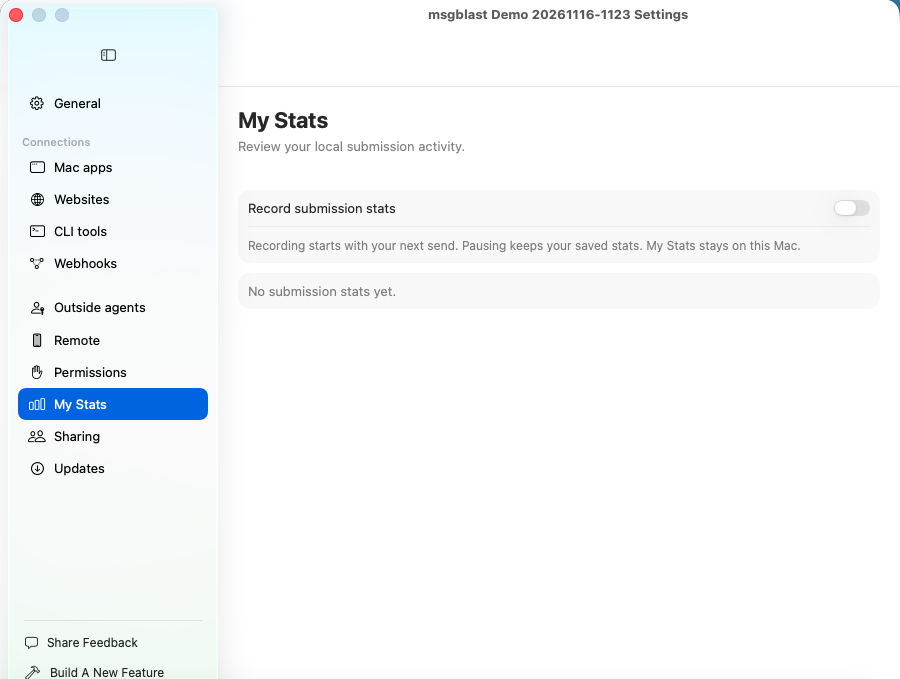 msgblast Demo 20261116-1123 Settings
General
Connections
Mac apps
Websites
CLI tools
Webhooks
Outside agents
Remote
Permissions
My Stats
Sharing
Updates
Share Feedback
Build A New Feature
My Stats
Review your local submission activity.
Record submission stats
Recording starts with your next send. Pausing keeps your saved stats. My Stats stays on this Mac.
No submission stats yet.